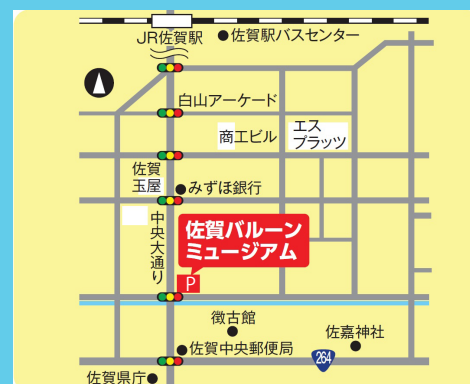 JR佐賀駅
佐賀駅バスセンター
白山アーケード
商工ビル
エス
プラッツ
佐賀
玉屋
みずほ銀行
中央大通り
佐賀バルーン
ミュージアム
P
徴古館
佐嘉神社
佐賀中央郵便局
264
佐賀県庁